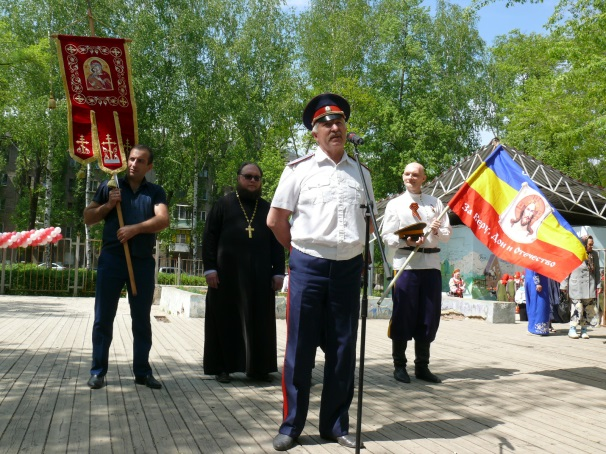 За Веру, Дон и Отечество